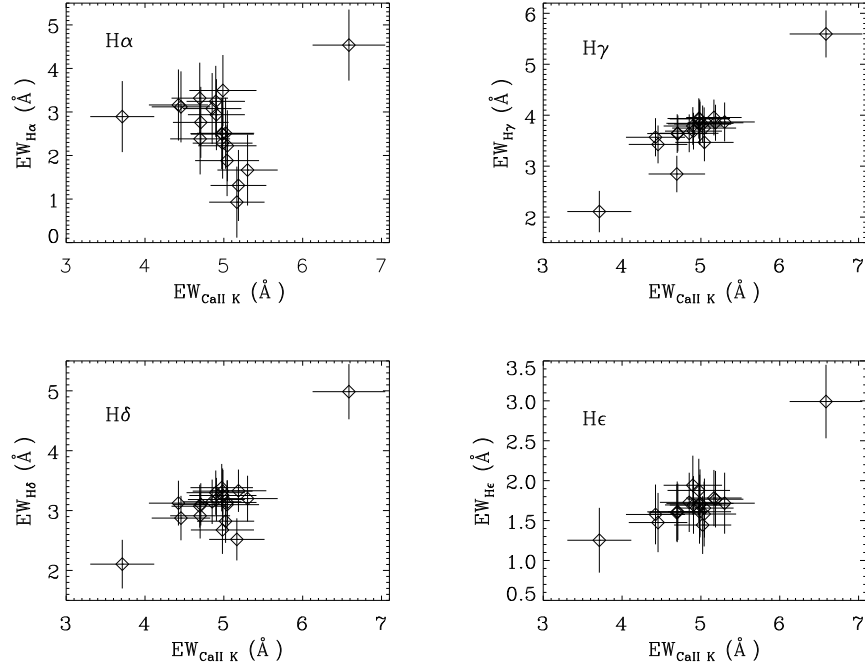 Hα
EW_Hα (Å)
5
4
3
2
1
0
3 4 5 6 7
EW_CaII K (Å)
Hγ
EW_Hγ (Å)
6
5
4
3
2
3 4 5 6 7
EW_CaII K (Å)
Hδ
EW_Hδ (Å)
5
4
3
2
1
3 4 5 6 7
EW_CaII K (Å)
Hϵ
EW_Hϵ (Å)
3.5
3.0
2.5
2.0
1.5
1.0
0.5
3 4 5 6 7
EW_CaII K (Å)